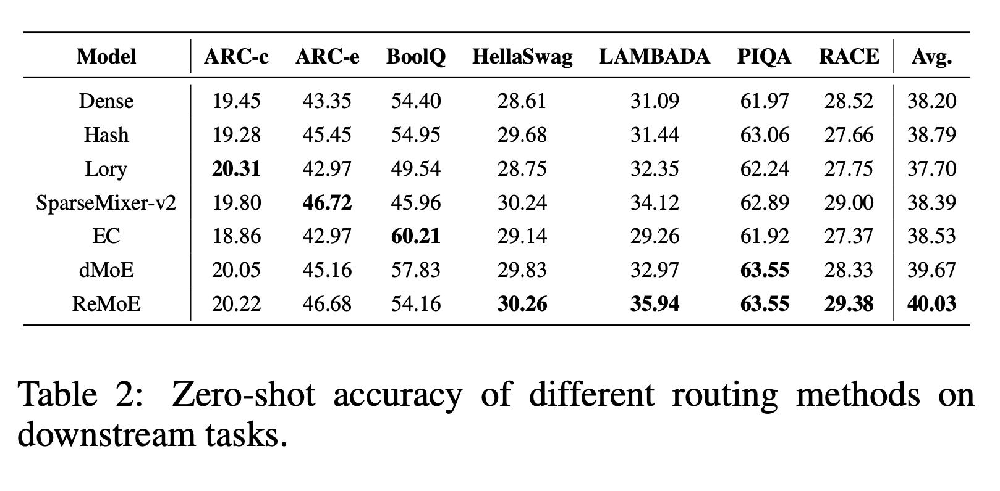 Model ARC-c ARC-e BoolQ HellaSwag LAMBADA PIQA RACE Avg.
Dense 19.45 43.35 54.40 28.61 31.09 61.97 28.52 38.20
Hash 19.28 45.45 54.95 29.68 31.44 63.06 27.66 38.79
Lory 20.31 42.97 49.54 28.75 32.35 62.24 27.75 37.70
SparseMixer-v2 19.80 46.72 45.96 30.24 34.12 62.89 29.00 38.39
EC 18.86 42.97 60.21 29.14 29.26 61.92 27.37 38.53
dMoE 20.05 45.16 57.83 29.83 32.97 63.55 28.33 39.67
ReMoE 20.22 46.68 54.16 30.26 35.94 63.55 29.38 40.03
Table 2: Zero-shot accuracy of different routing methods on
downstream tasks.